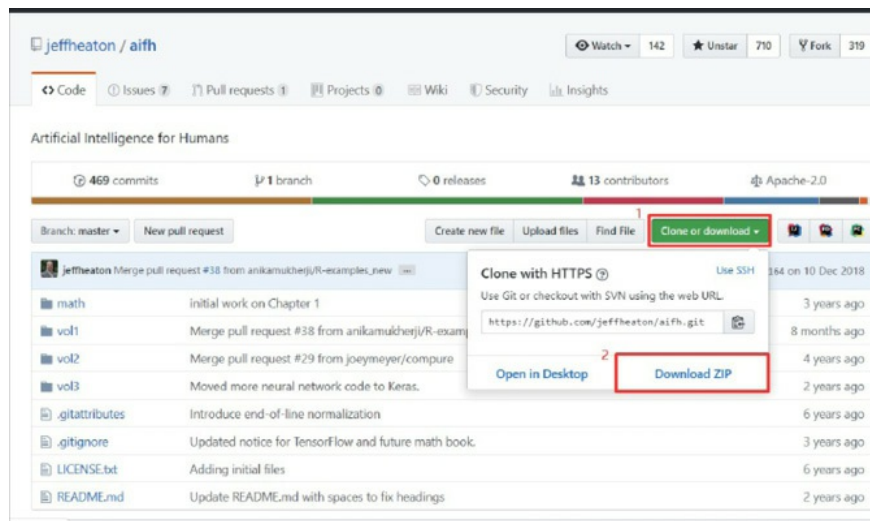 jeffheaton / aifh
Watch 142 Unstar 710 Fork 319
Code Issues 7 Pull requests 1 Projects 0 Wiki Security Insights
Artificial Intelligence for Humans
469 commits 1 branch 0 releases 13 contributors Apache-2.0
1
Branch: master New pull request Create new file Upload files Find File Clone or download
jeffheaton Merge pull request #38 from anikamukherji/R-examples_new ... 164 on 10 Dec 2018
Clone with HTTPS Use SSH
Use Git or checkout with SVN using the web URL.
https://github.com/jeffheaton/aifh.git
2
Open in Desktop Download ZIP
math initial work on Chapter 1 3 years ago
vol1 Merge pull request #38 from anikamukherji/R-examp 8 months ago
vol2 Merge pull request #29 from joeymeyer/compure 4 years ago
vol3 Moved more neural network code to Keras. 2 years ago
.gitattributes Introduce end-of-line normalization 6 years ago
.gitignore Updated notice for TensorFlow and future math book. 3 years ago
LICENSE.txt Adding initial files 6 years ago
README.md Update README.md with spaces to fix headings 2 years ago